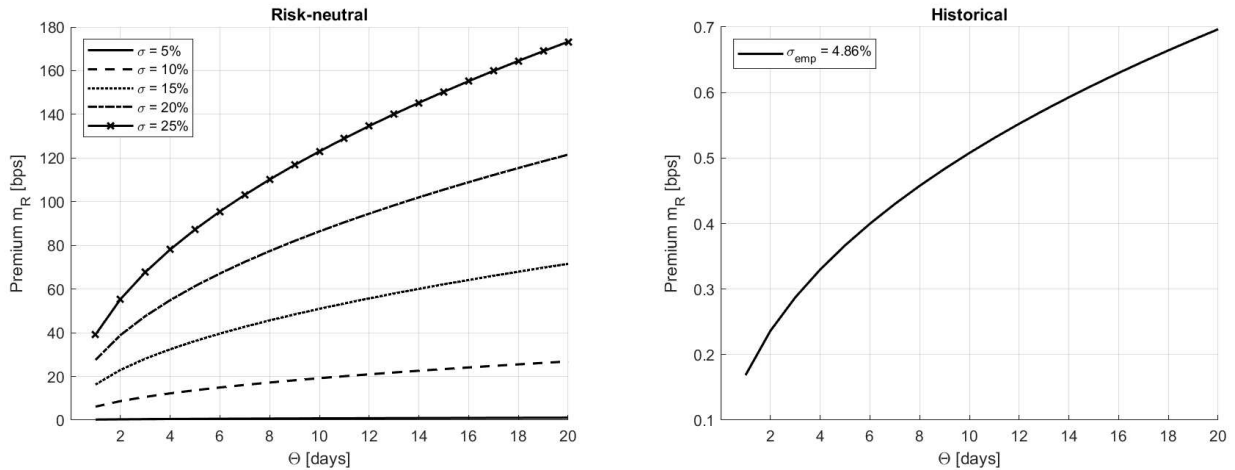 Risk-neutral
180
160
140
120
100
80
60
40
20
0
Premium m_R [bps]
σ = 5%
σ = 10%
σ = 15%
σ = 20%
σ = 25%
2 4 6 8 10 12 14 16 18 20
Θ [days]
Historical
0.7
0.6
0.5
0.4
0.3
0.2
0.1
Premium m_R [bps]
σ_emp = 4.86%
2 4 6 8 10 12 14 16 18 20
Θ [days]